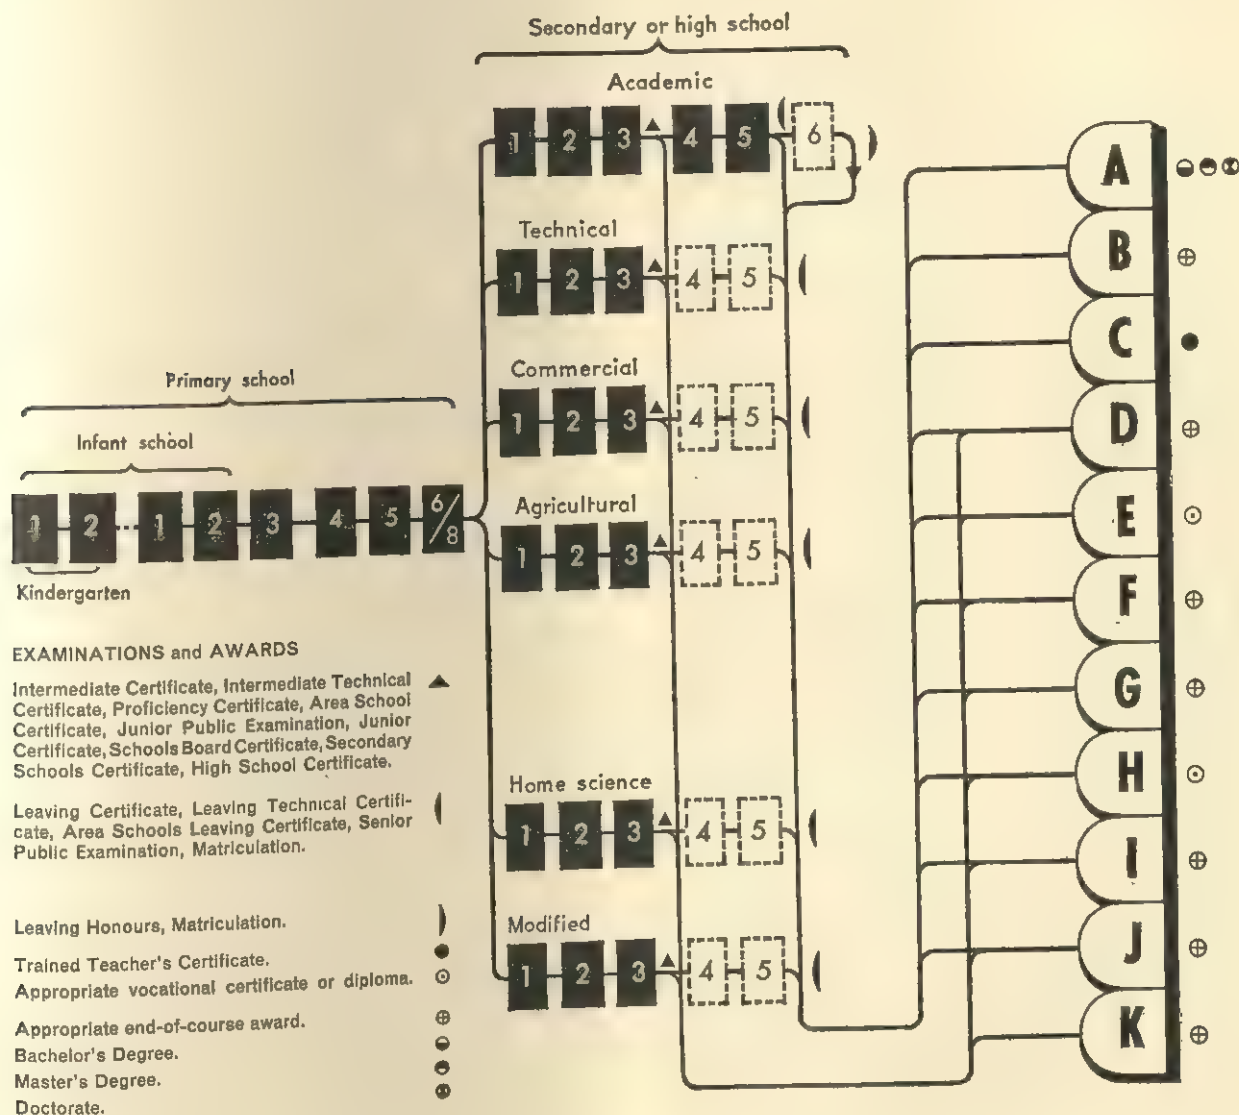 Secondary or high school
Academic
1 2 3 4 5 6
Technical
1 2 3 4 5
Commercial
1 2 3 4 5
Primary school
Infant school
1 2 1 2 3 4 5 6/8
Kindergarten
Agricultural
1 2 3 4 5
Home science
1 2 3 4 5
Modified
1 2 3 4 5
A
B
C
D
E
F
G
H
I
J
K
EXAMINATIONS and AWARDS
Intermediate Certificate, Intermediate Technical
Certificate, Proficiency Certificate, Area School
Certificate, Junior Public Examination, Junior
Certificate, Schools Board Certificate, Secondary
Schools Certificate, High School Certificate.
Leaving Certificate, Leaving Technical Certifi-
cate, Area Schools Leaving Certificate, Senior
Public Examination, Matriculation.
Leaving Honours, Matriculation.
Trained Teacher's Certificate.
Appropriate vocational certificate or diploma.
Appropriate end-of-course award.
Bachelor's Degree.
Master's Degree.
Doctorate.